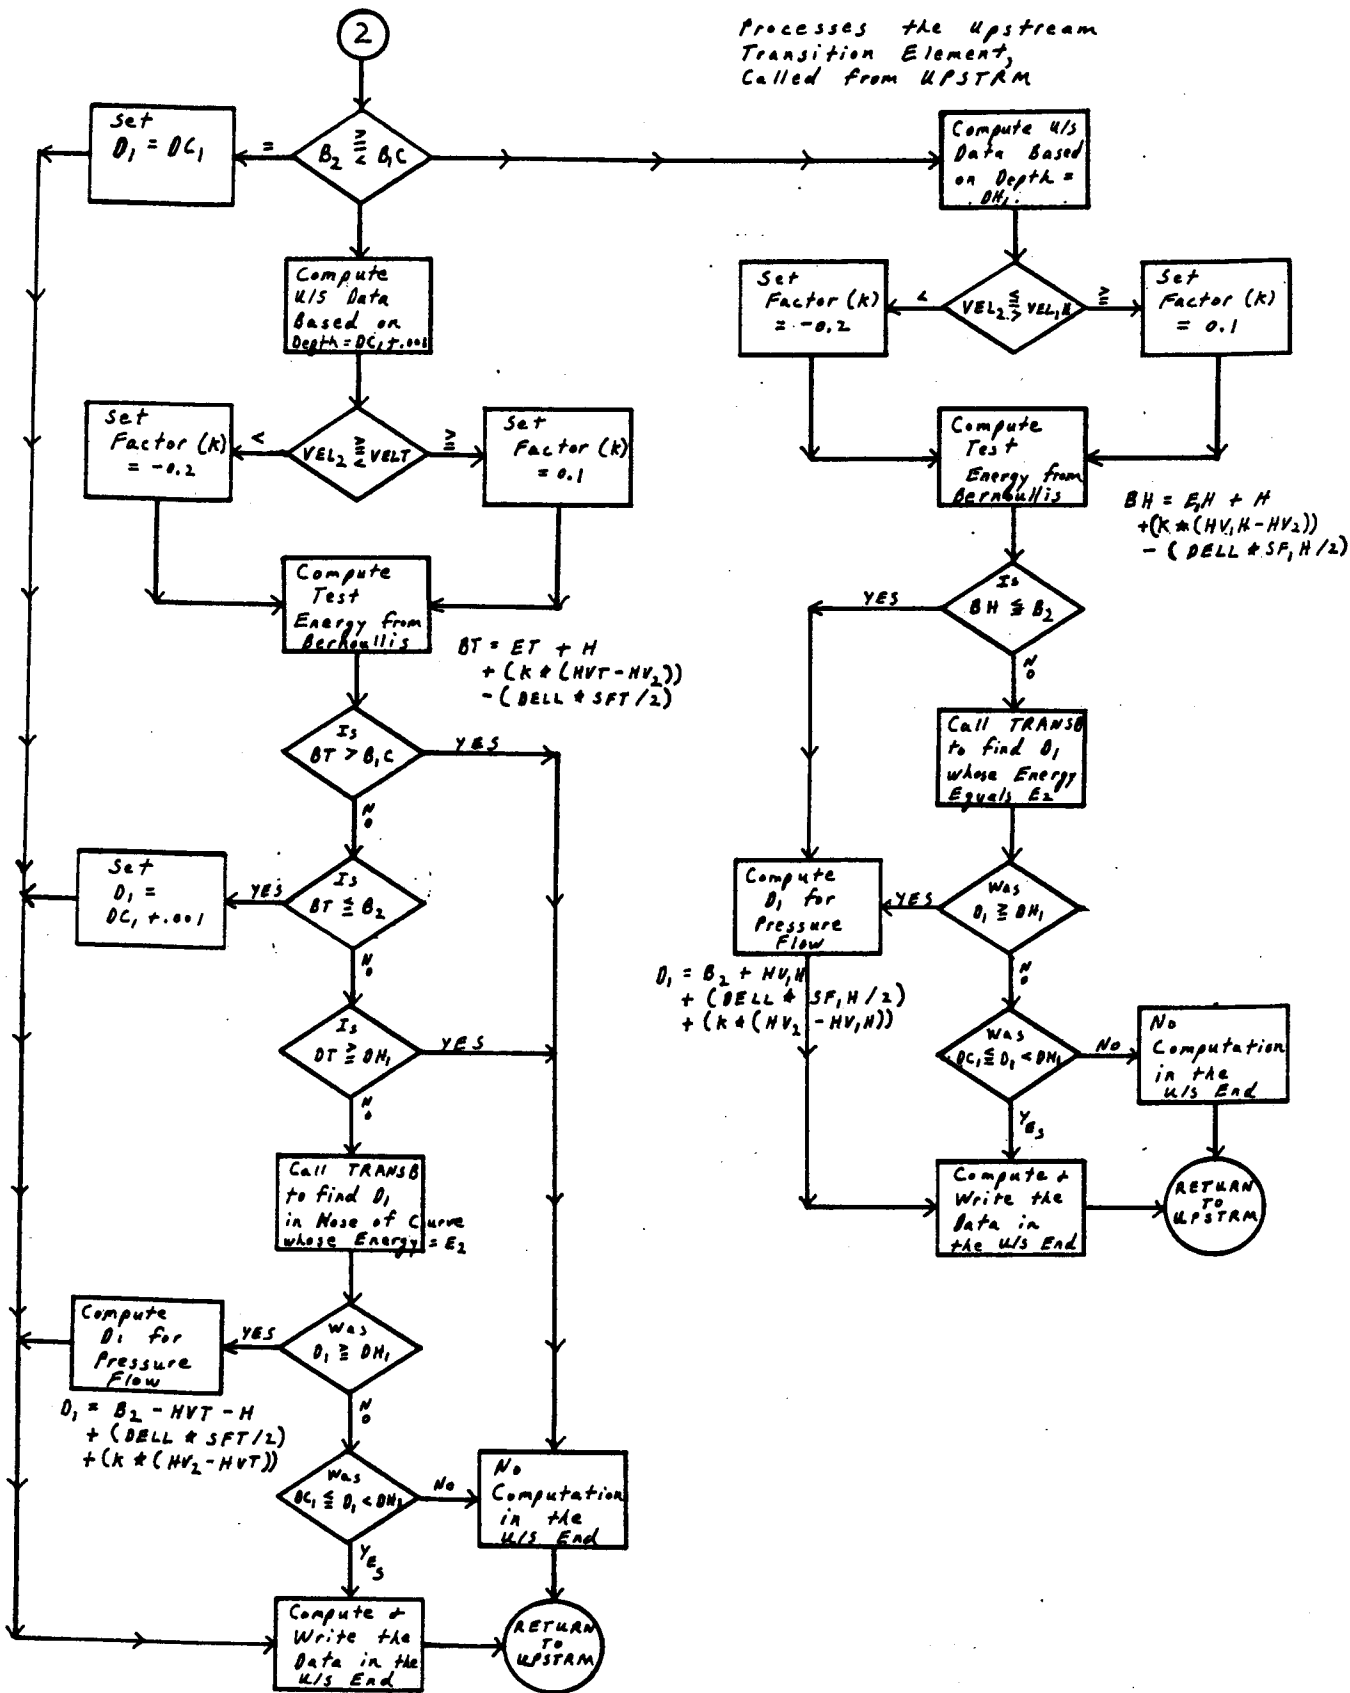 2
Processes the Upstream
Transition Element,
Called from UPSTRM
Set
D₁ = DC₁
=
B₂ ≧< B₁C
Compute U/S
Data Based
on Depth =
DH₁
Compute
U/S Data
Based on
Depth = DC₁ + .001
Set
Factor (K)
= -0.2
<
VEL₂ ≦> VEL₁H
≧
Set
Factor (K)
= 0.1
Set
Factor (K)
= -0.2
<
VEL₂ ≧< VELT
≧
Set
Factor (K)
= 0.1
Compute
Test
Energy from
Bernoullis
BH = E₁H + H
+(K*(HV₁H-HV₂))
- (DELL * SF₁H/2)
Compute
Test
Energy from
Bernoullis
BT = ET + H
+ (K * (HVT-HV₂))
- (DELL * SFT/2)
Is
BH ≦ B₂
YES
NO
Is
BT > B₁C
YES
NO
Call TRANSB
to find D₁
whose Energy
Equals E₂
Set
D₁ =
DC₁ + .001
YES
Is
BT ≦ B₂
NO
Compute
D₁ for
Pressure
Flow
YES
Was
D₁ ≧ DH₁
NO
D₁ = B₂ + HV₁H
+ (DELL * SF₁H/2)
+ (K*(HV₂ -HV₁H))
Is
DT ≧ DH₁
YES
NO
Was
DC₁ ≦ D₁ < DH₁
NO
YES
No
Computation
in the
U/S End
Call TRANSB
to find D₁
in Nose of Curve
whose Energy = E₂
Compute &
Write the
Data in
the U/S End
RETURN
TO
UPSTRM
Compute
D₁ for
Pressure
Flow
YES
Was
D₁ ≧ DH₁
NO
D₁ = B₂ - HVT - H
+ (DELL * SFT/2)
+ (K * (HV₂ - HVT))
Was
DC₁ ≦ D₁ < DH₁
NO
YES
No
Computation
in the
U/S End
Compute &
Write the
Data in the
U/S End
RETURN
TO
UPSTRM